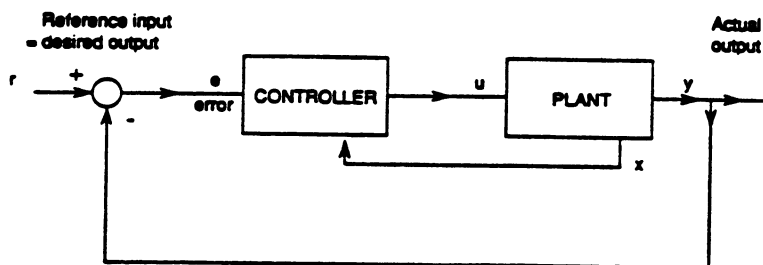 Reference input
= desired output
Actual
output
r
+
-
e
error
CONTROLLER
u
PLANT
y
x